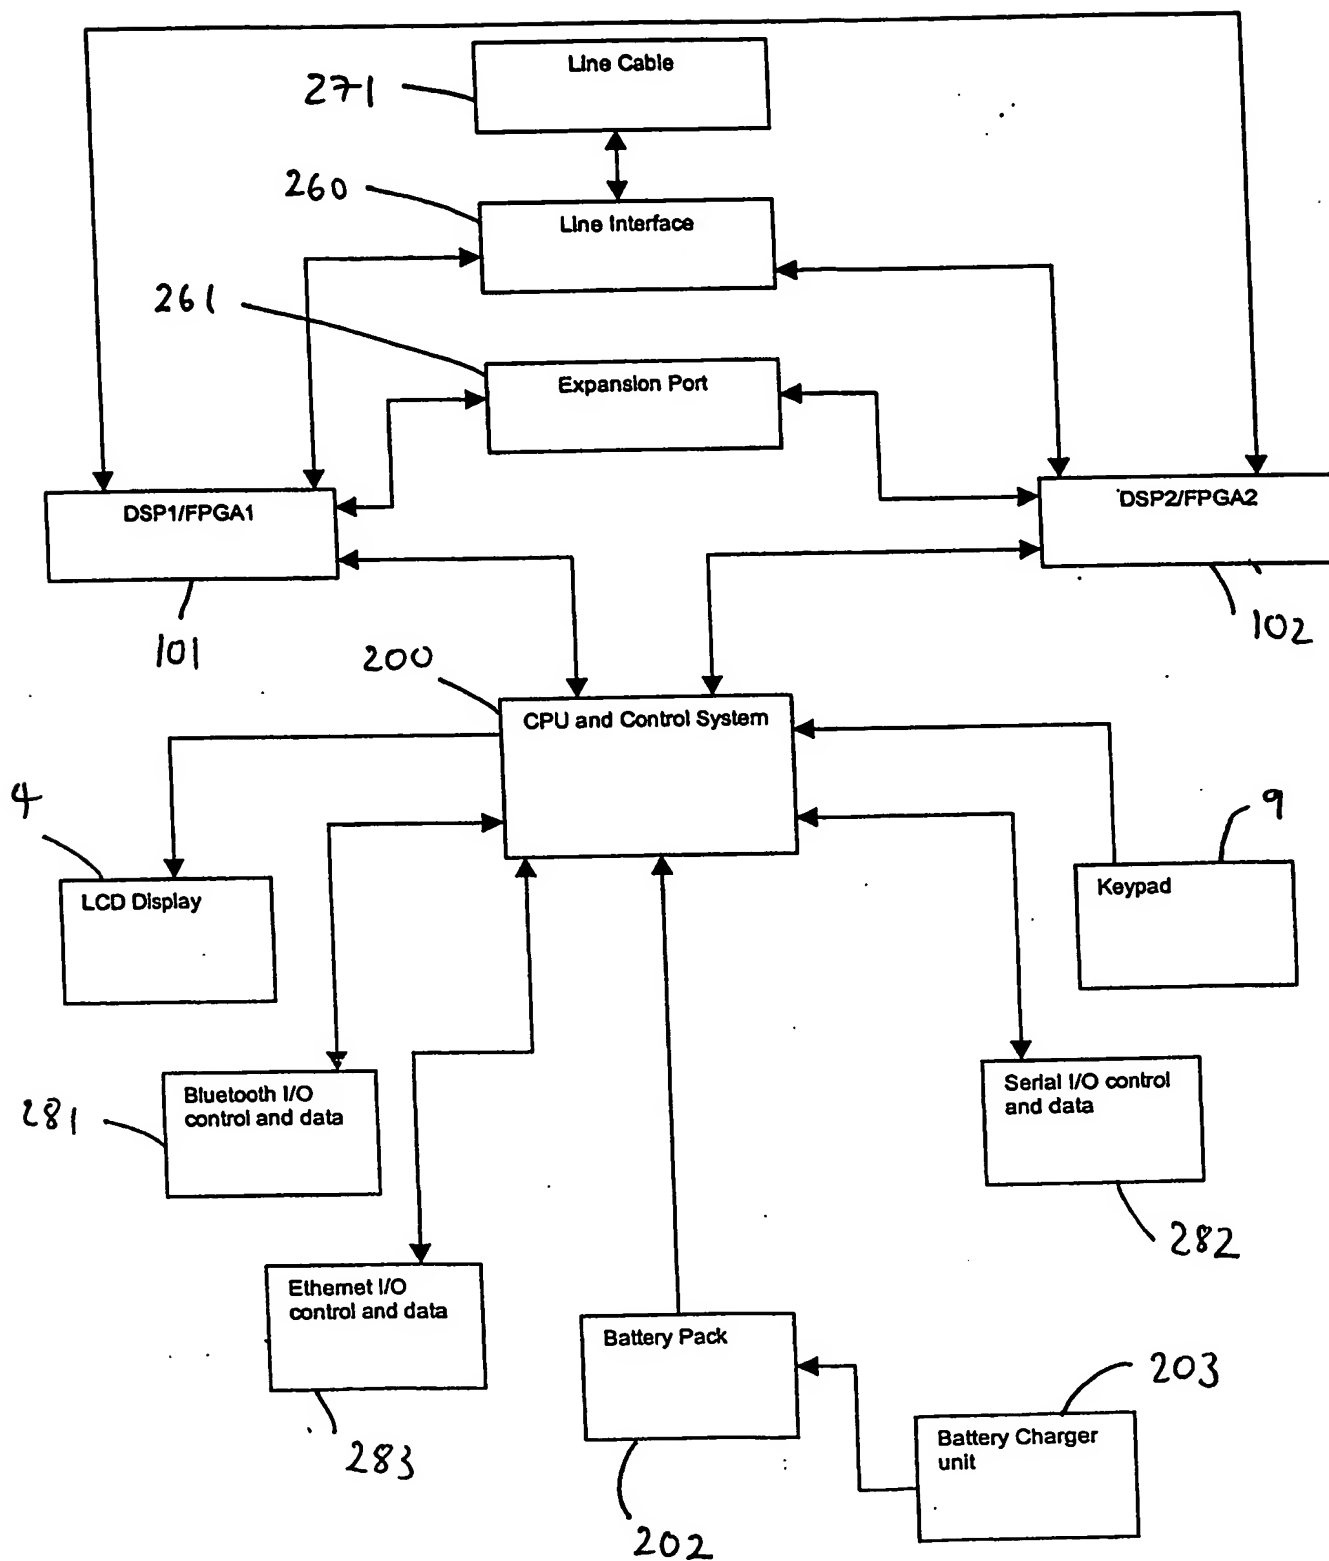 Line Cable
271
260
Line Interface
261
Expansion Port
DSP1/FPGA1
DSP2/FPGA2
101
102
200
CPU and Control System
4
9
LCD Display
Keypad
Bluetooth I/O
control and data
281
Serial I/O control
and data
282
Ethernet I/O
control and data
283
Battery Pack
203
Battery Charger
unit
202